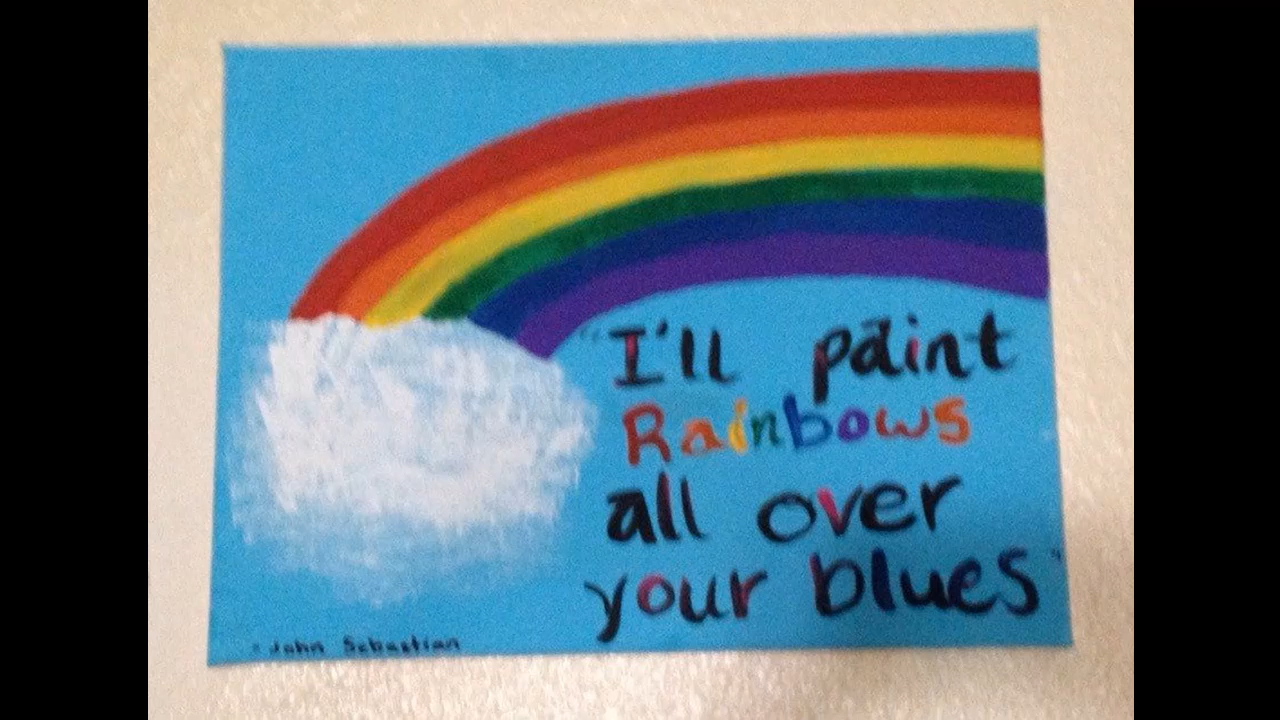 "I'll paint
Rainbows
all over
your blues"
- John Sebastian